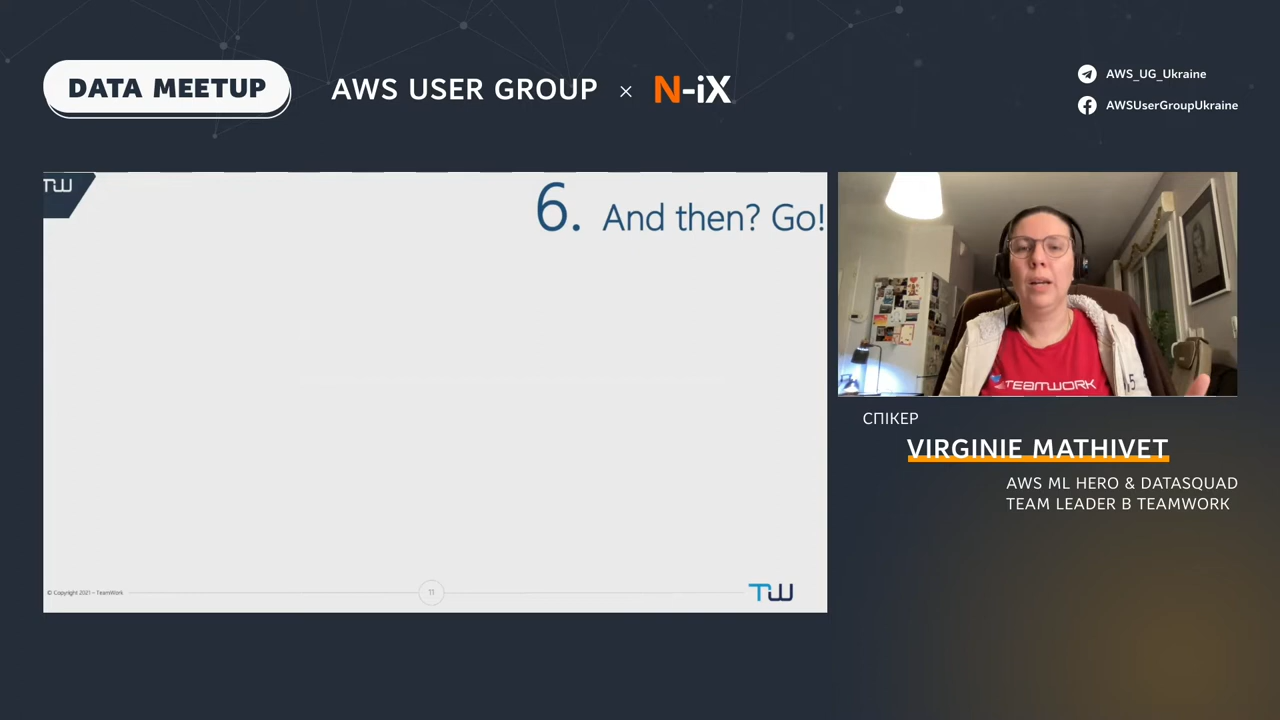 DATA MEETUP
AWS USER GROUP × N-iX
AWS_UG_Ukraine
AWSUserGroupUkraine
TW
6. And then? Go!
TEAMWORK
СПІКЕР
VIRGINIE MATHIVET
AWS ML HERO & DATASQUAD
TEAM LEADER В TEAMWORK
© Copyright 2021 – TeamWork
11
TW